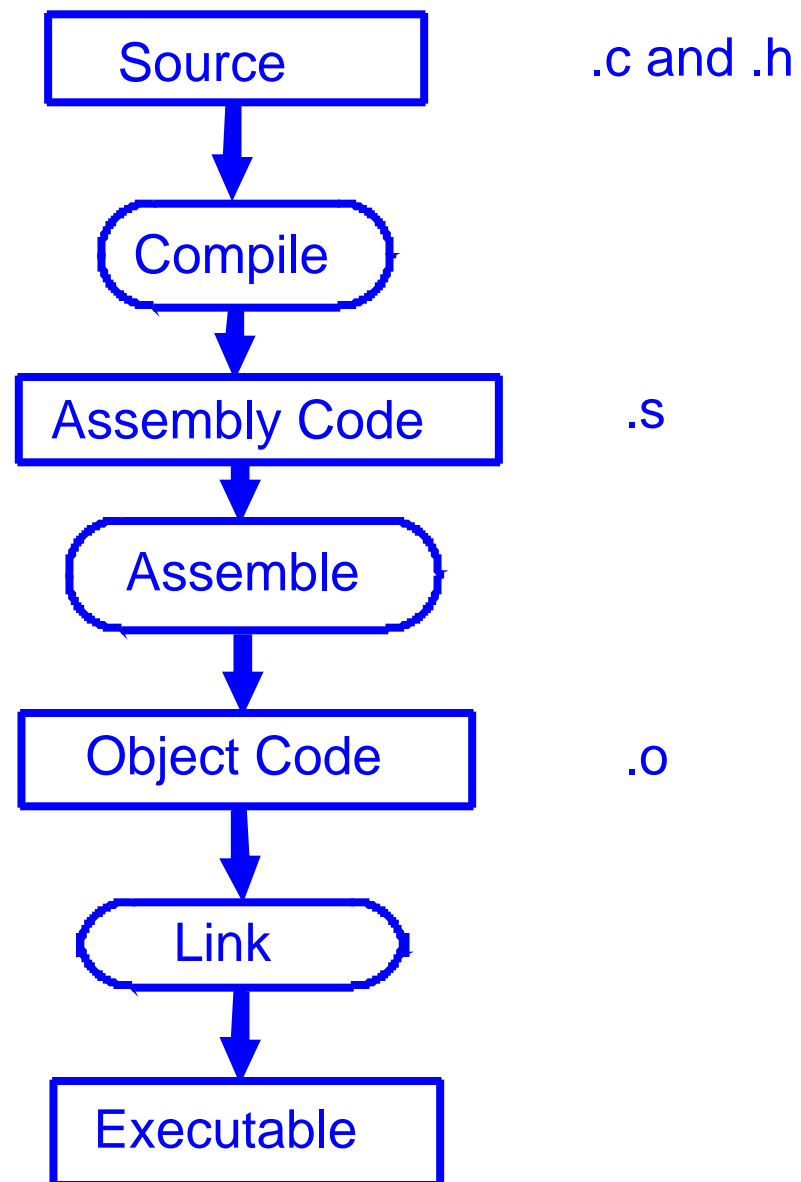 Source .c and .h
Compile
Assembly Code .s
Assemble
Object Code .o
Link
Executable